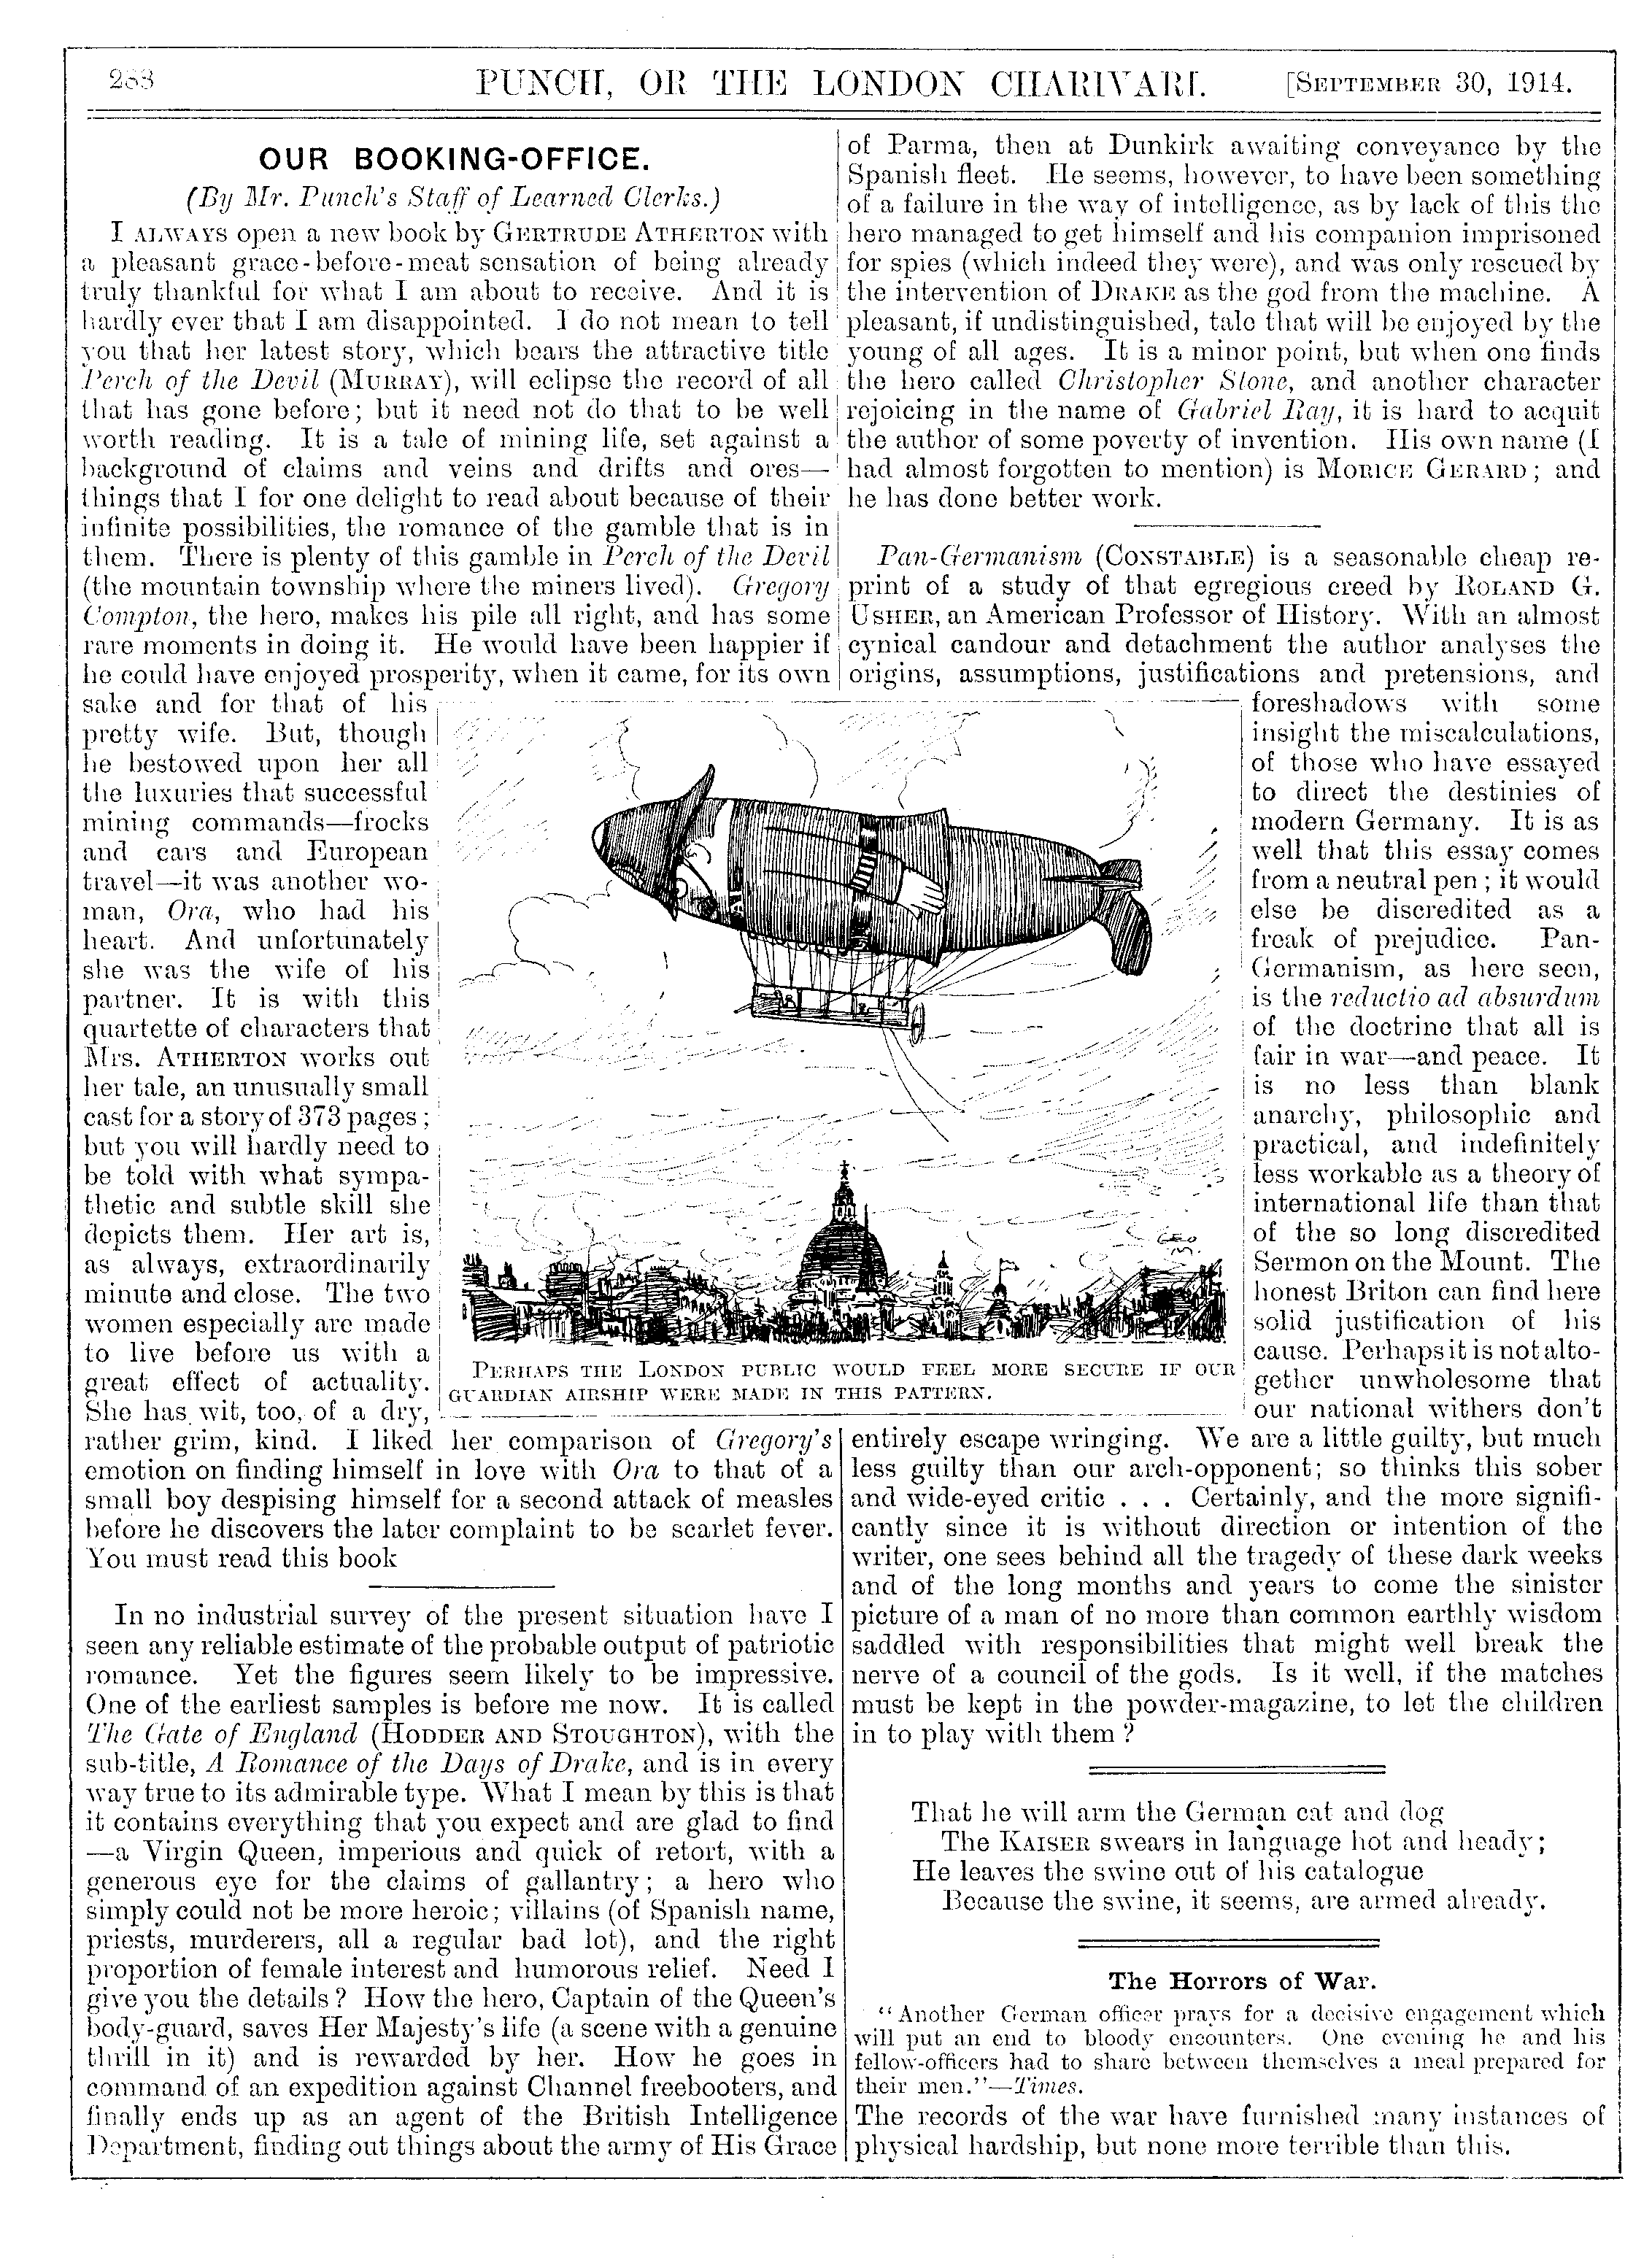 PUNCH, OR THE LONDON CHARIVARI. [SEPTEMBER 30, 1914.
OUR BOOKING-OFFICE.
(By Mr. Punch's Staff of Learned Clerks.)
I ALWAYS open a new book by GERTRUDE ATHERTON with
a pleasant grace-before-meat sensation of being already
truly thankful for what I am about to receive. And it is
hardly ever that I am disappointed. I do not mean to tell
you that her latest story, which bears the attractive title
Perch of the Devil (MURRAY), will eclipse the record of all
that has gone before; but it need not do that to be well
worth reading. It is a tale of mining life, set against a
background of claims and veins and drifts and ores—
things that I for one delight to read about because of their
infinite possibilities, the romance of the gamble that is in
them. There is plenty of this gamble in Perch of the Devil
(the mountain township where the miners lived). Gregory
Compton, the hero, makes his pile all right, and has some
rare moments in doing it. He would have been happier if
he could have enjoyed prosperity, when it came, for its own
sake and for that of his
pretty wife. But, though
he bestowed upon her all
the luxuries that successful
mining commands—frocks
and cars and European
travel—it was another wo-
man, Ora, who had his
heart. And unfortunately
she was the wife of his
partner. It is with this
quartette of characters that
Mrs. ATHERTON works out
her tale, an unusually small
cast for a story of 373 pages;
but you will hardly need to
be told with what sympa-
thetic and subtle skill she
depicts them. Her art is,
as always, extraordinarily
minute and close. The two
women especially are made
to live before us with a
great effect of actuality.
She has wit, too, of a dry,
rather grim, kind. I liked her comparison of Gregory's
emotion on finding himself in love with Ora to that of a
small boy despising himself for a second attack of measles
before he discovers the later complaint to be scarlet fever.
You must read this book
In no industrial survey of the present situation have I
seen any reliable estimate of the probable output of patriotic
romance. Yet the figures seem likely to be impressive.
One of the earliest samples is before me now. It is called
The Gate of England (HODDER AND STOUGHTON), with the
sub-title, A Romance of the Days of Drake, and is in every
way true to its admirable type. What I mean by this is that
it contains everything that you expect and are glad to find
—a Virgin Queen, imperious and quick of retort, with a
generous eye for the claims of gallantry; a hero who
simply could not be more heroic; villains (of Spanish name,
priests, murderers, all a regular bad lot), and the right
proportion of female interest and humorous relief. Need I
give you the details? How the hero, Captain of the Queen's
body-guard, saves Her Majesty's life (a scene with a genuine
thrill in it) and is rewarded by her. How he goes in
command of an expedition against Channel freebooters, and
finally ends up as an agent of the British Intelligence
Department, finding out things about the army of His Grace
of Parma, then at Dunkirk awaiting conveyance by the
Spanish fleet. He seems, however, to have been something
of a failure in the way of intelligence, as by lack of this the
hero managed to get himself and his companion imprisoned
for spies (which indeed they were), and was only rescued by
the intervention of DRAKE as the god from the machine. A
pleasant, if undistinguished, tale that will be enjoyed by the
young of all ages. It is a minor point, but when one finds
the hero called Christopher Stone, and another character
rejoicing in the name of Gabriel Ray, it is hard to acquit
the author of some poverty of invention. His own name (I
had almost forgotten to mention) is MORICE GERARD; and
he has done better work.
Pan-Germanism (CONSTABLE) is a seasonable cheap re-
print of a study of that egregious creed by ROLAND G.
USHER, an American Professor of History. With an almost
cynical candour and detachment the author analyses the
origins, assumptions, justifications and pretensions, and
foreshadows with some
insight the miscalculations,
of those who have essayed
to direct the destinies of
modern Germany. It is as
well that this essay comes
from a neutral pen; it would
else be discredited as a
freak of prejudice. Pan-
Germanism, as here seen,
is the reductio ad absurdum
of the doctrine that all is
fair in war—and peace. It
is no less than blank
anarchy, philosophic and
practical, and indefinitely
less workable as a theory of
international life than that
of the so long discredited
Sermon on the Mount. The
honest Briton can find here
solid justification of his
cause. Perhaps it is not alto-
gether unwholesome that
our national withers don't
entirely escape wringing. We are a little guilty, but much
less guilty than our arch-opponent; so thinks this sober
and wide-eyed critic . . . Certainly, and the more signifi-
cantly since it is without direction or intention of the
writer, one sees behind all the tragedy of these dark weeks
and of the long months and years to come the sinister
picture of a man of no more than common earthly wisdom
saddled with responsibilities that might well break the
nerve of a council of the gods. Is it well, if the matches
must be kept in the powder-magazine, to let the children
in to play with them?
GEO
M.
PERHAPS THE LONDON PUBLIC WOULD FEEL MORE SECURE IF OUR
GUARDIAN AIRSHIP WERE MADE IN THIS PATTERN.
That he will arm the German cat and dog
The KAISER swears in language hot and heady;
He leaves the swine out of his catalogue
Because the swine, it seems, are armed already.
The Horrors of War.
"Another German officer prays for a decisive engagement which
will put an end to bloody encounters. One evening he and his
fellow-officers had to share between themselves a meal prepared for
their men."—Times.
The records of the war have furnished many instances of
physical hardship, but none more terrible than this.